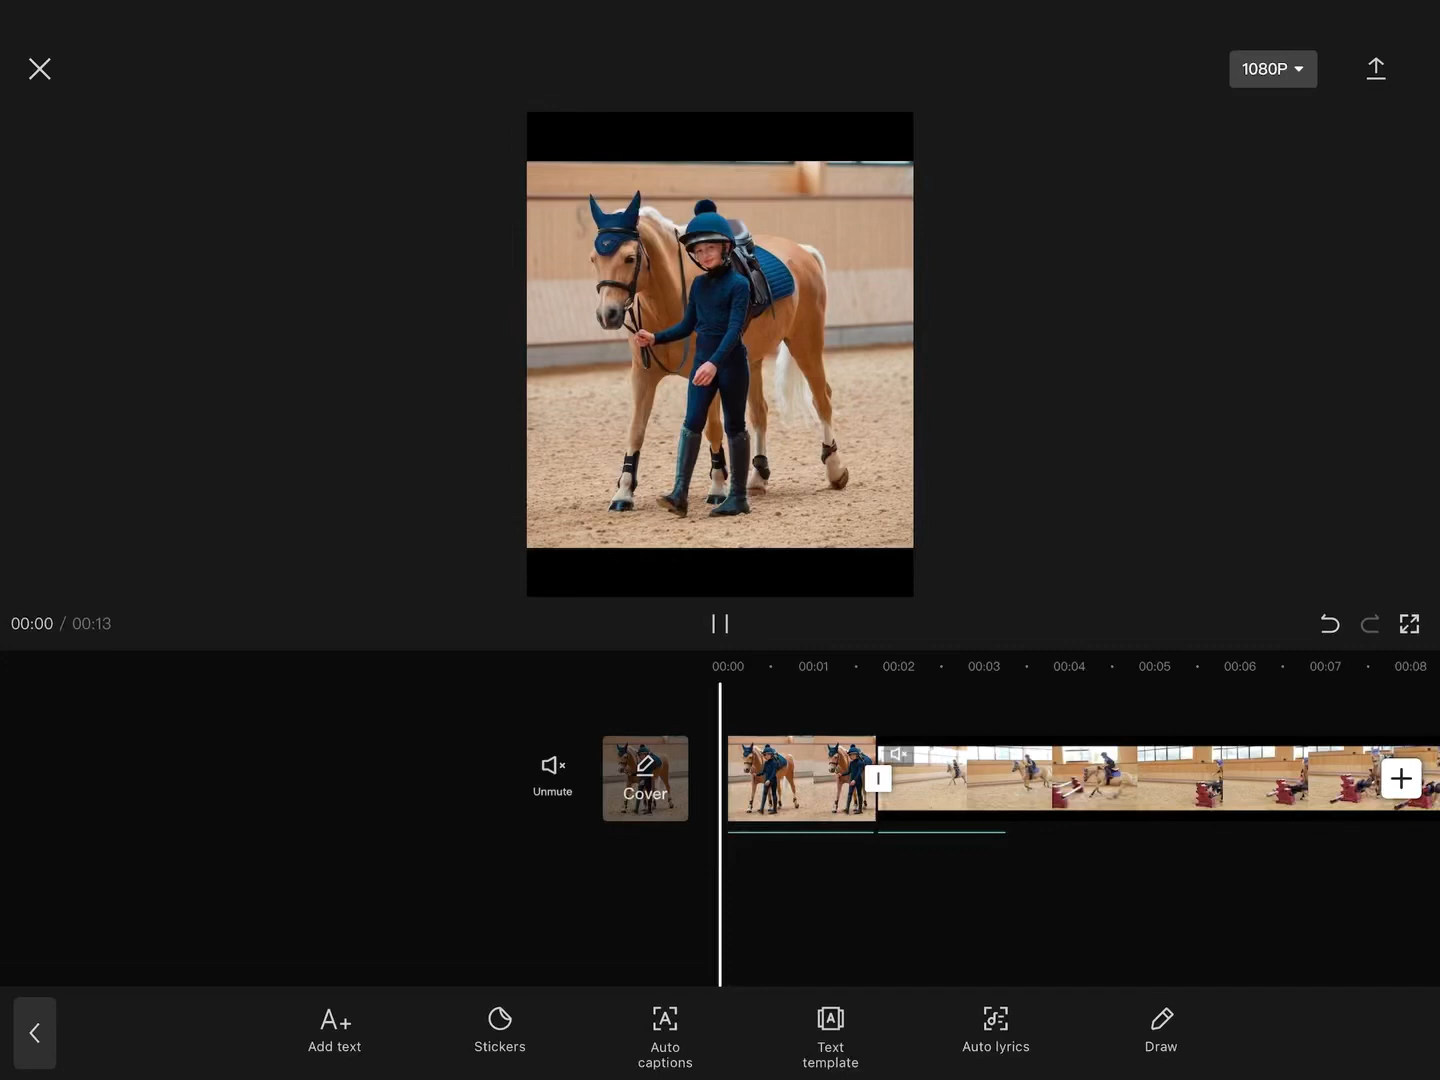 1080P
00:00 / 00:13
00:00 00:01 00:02 00:03 00:04 00:05 00:06 00:07 00:08
Unmute
Cover
Add text
Stickers
Auto
captions
Text
template
Auto lyrics
Draw